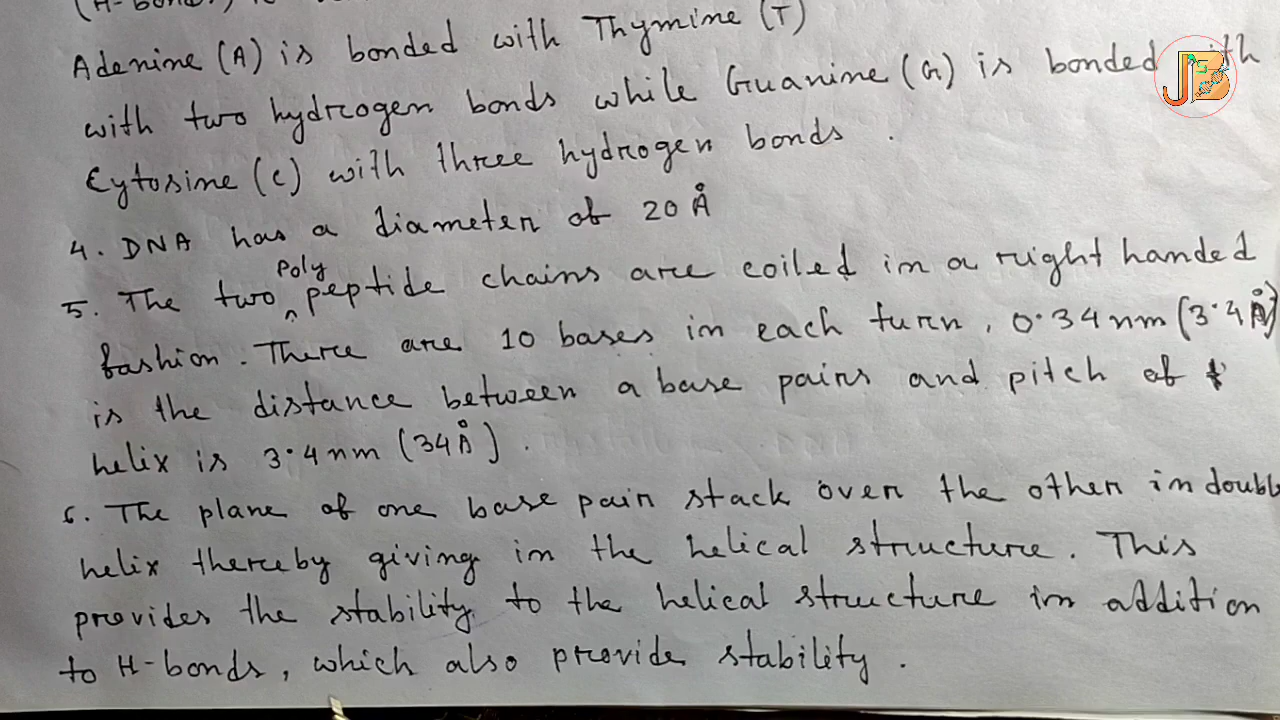 (H-bonds) is
Adenine (A) is bonded with Thymine (T)
with two hydrogen bonds while Guanine (G) is bonded with
Cytosine (C) with three hydrogen bonds.
4. DNA has a diameter of 20 Å
5. The two polypeptide chains are coiled in a right handed
fashion. There are 10 bases in each turn, 0.34 nm (3.4 Å)
is the distance between a base pairs and pitch of
helix is 3.4 nm (34 Å).
6. The plane of one base pair stack over the other in double
helix thereby giving in the helical structure. This
provides the stability to the helical structure in addition
to H-bonds, which also provide stability.
JB